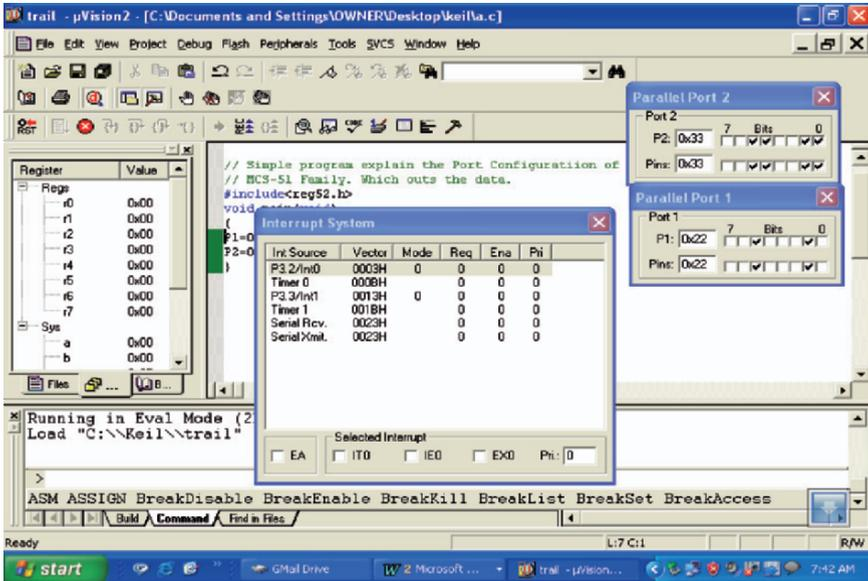 trail - µVision2 - [C:\Documents and Settings\OWNER\Desktop\keil\a.c]
File Edit View Project Debug Flash Peripherals Tools SVCS Window Help
Register Value
Regs
r0 0x00
r1 0x00
r2 0x00
r3 0x00
r4 0x00
r5 0x00
r6 0x00
r7 0x00
Sys
a 0x00
b 0x00
Files ... B...
// Simple program explain the Port Configuratiion of
// MCS-51 Family. Which outs the data.
#include<reg52.h>
void main(void)
{
P1=0
P2=0
}
Parallel Port 2
Port 2
7 Bits 0
P2: 0x33
Pins: 0x33
Parallel Port 1
Port 1
7 Bits 0
P1: 0x22
Pins: 0x22
Interrupt System
Int Source Vector Mode Req Ena Pri
P3.2/Int0 0003H 0 0 0 0
Timer 0 000BH 0 0 0
P3.3/Int1 0013H 0 0 0 0
Timer 1 001BH 0 0 0
Serial Rcv. 0023H 0 0 0
Serial Xmit. 0023H 0 0 0
Selected Interrupt
EA IT0 IE0 EX0 Pri.: 0
Running in Eval Mode (2
Load "C:\\Keil\\trail"
>
ASM ASSIGN BreakDisable BreakEnable BreakKill BreakList BreakSet BreakAccess
Build Command Find in Files
Ready L:7 C:1 R/W
start GMail Drive 2 Microsoft ... trail - µVision... 7:42 AM